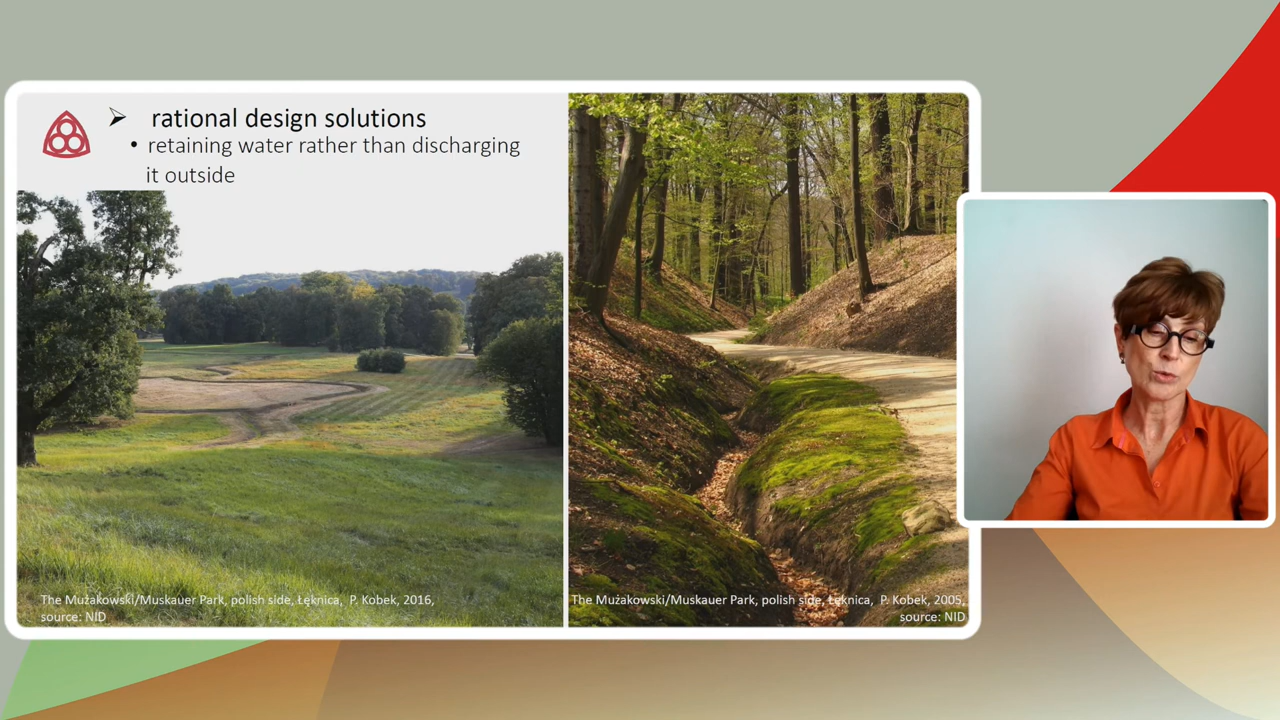 ➢ rational design solutions
• retaining water rather than discharging
it outside
The Mużakowski/Muskauer Park, polish side, Łęknica, P. Kobek, 2016,
source: NID
The Mużakowski/Muskauer Park, polish side, Łęknica, P. Kobek, 2005,
source: NID